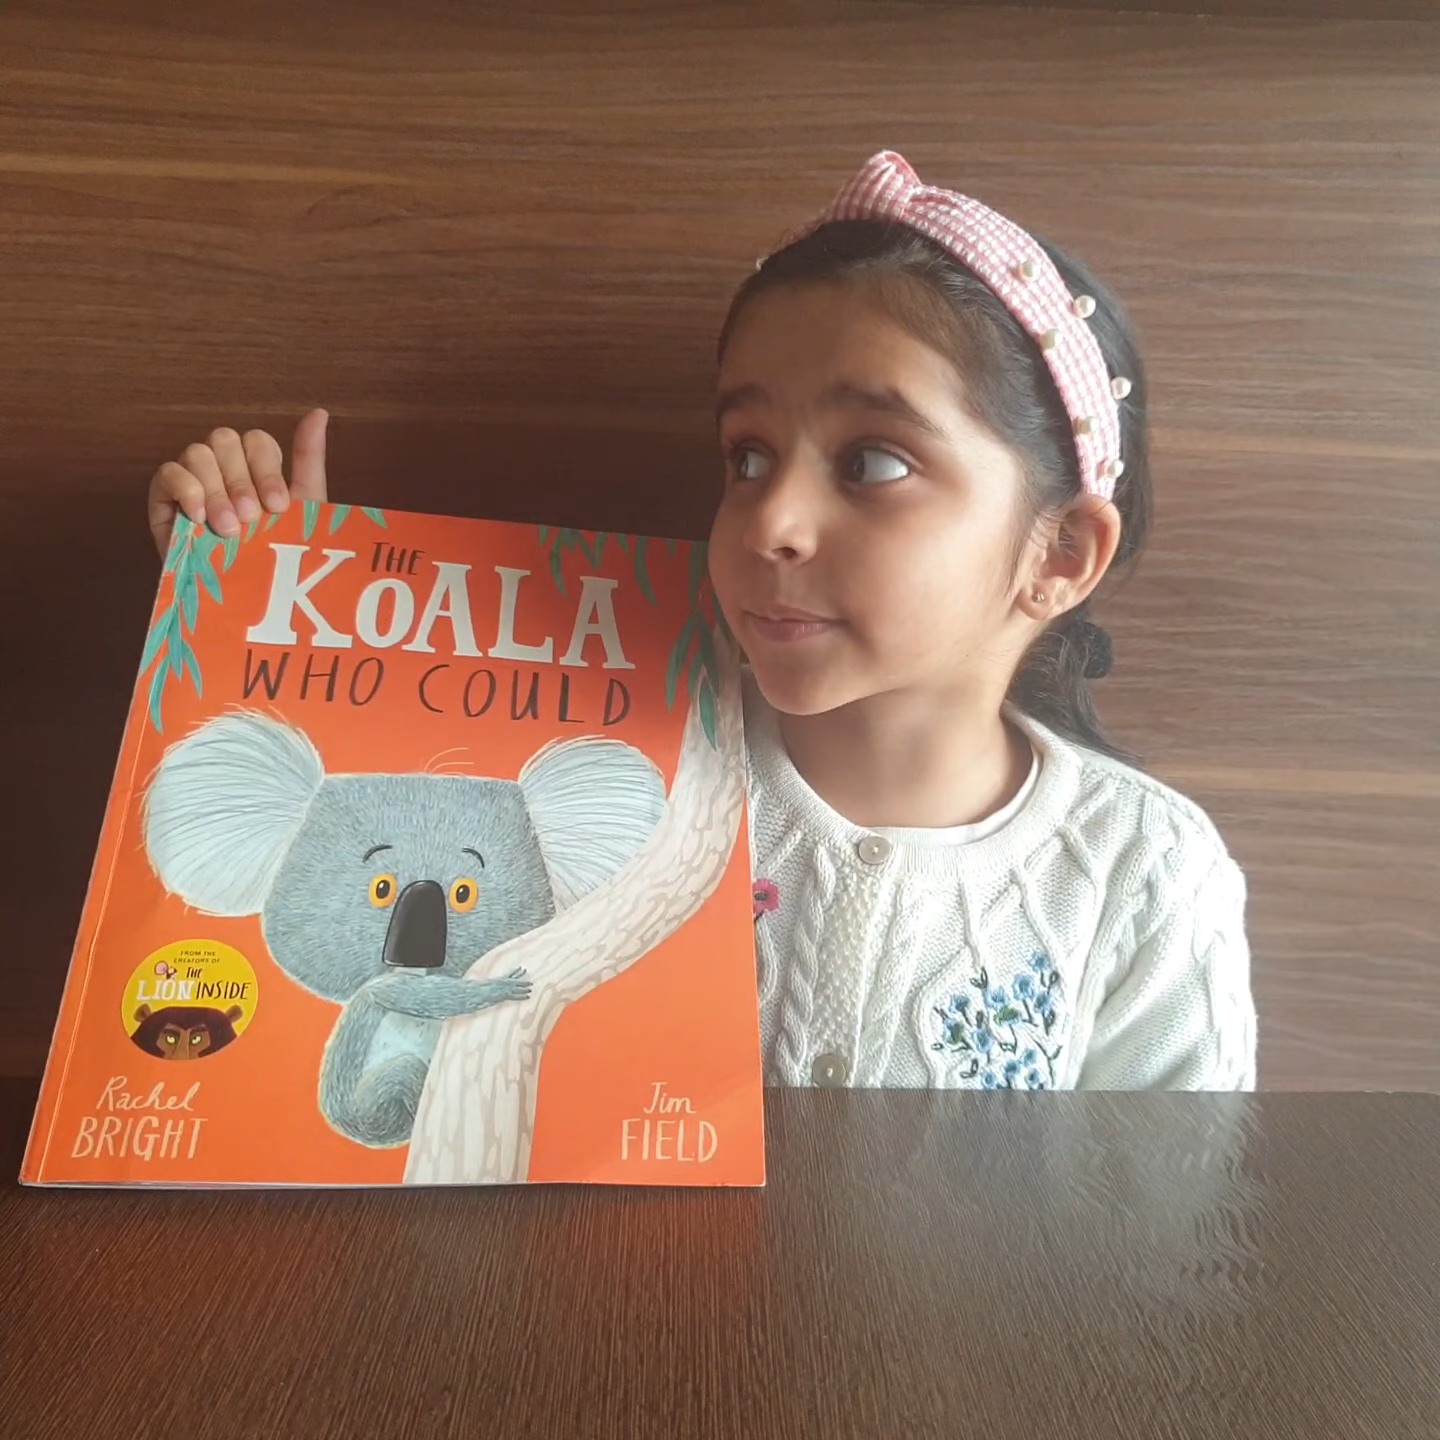 THE
KOALA
WHO COULD
FROM THE
CREATORS OF
THE
LION INSIDE
Rachel
BRIGHT
Jim
FIELD